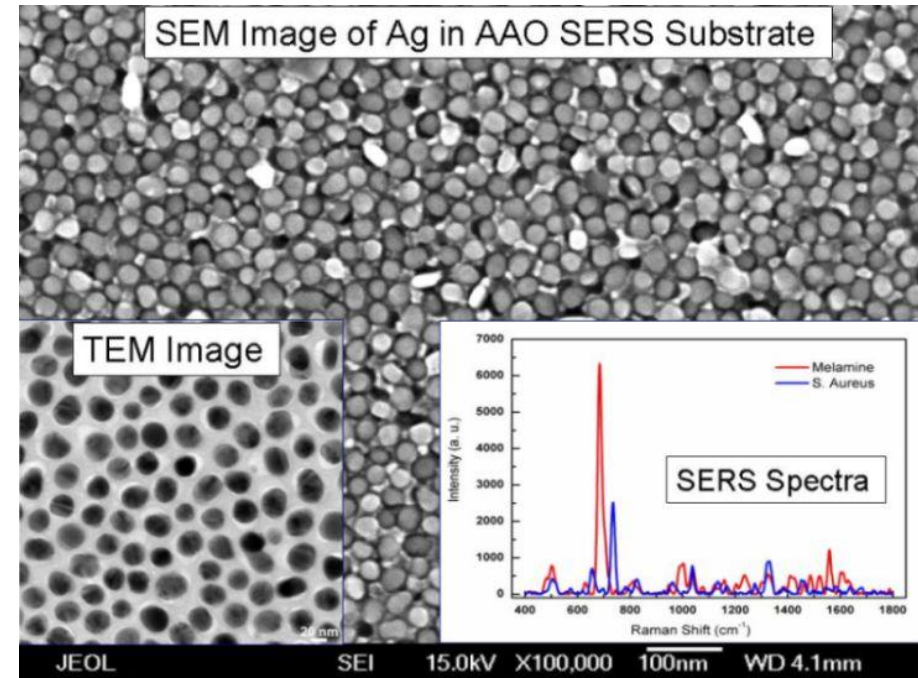 SEM Image of Ag in AAO SERS Substrate
TEM Image
20 nm
7000
6000
5000
4000
3000
2000
1000
0
Intensity (a. u.)
Melamine
S. Aureus
SERS Spectra
400 600 800 1000 1200 1400 1600 1800
Raman Shift (cm⁻¹)
JEOL SEI 15.0kV X100,000 100nm WD 4.1mm